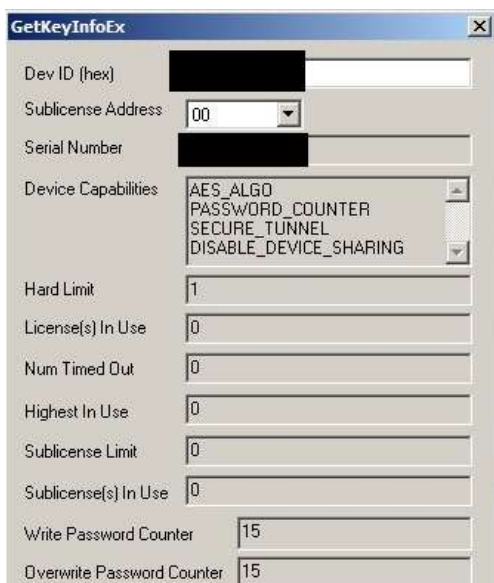 GetKeyInfoEx
Dev ID (hex)
Sublicense Address 00
Serial Number
Device Capabilities AES_ALGO
PASSWORD_COUNTER
SECURE_TUNNEL
DISABLE_DEVICE_SHARING
Hard Limit 1
License(s) In Use 0
Num Timed Out 0
Highest In Use 0
Sublicense Limit 0
Sublicense(s) In Use 0
Write Password Counter 15
Overwrite Password Counter 15